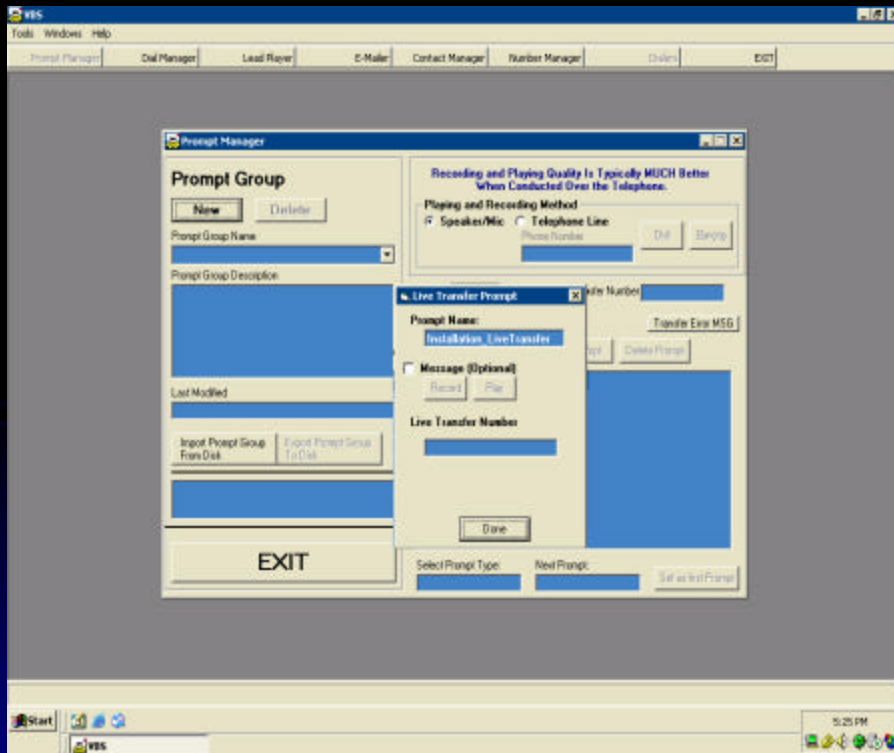 VBS
Tools Windows Help
Prompt Manager Dial Manager Lead Player E-Mailer Contact Manager Number Manager Dialers EXIT
Prompt Manager
Prompt Group
New Delete
Prompt Group Name
Prompt Group Description
Last Modified
Import Prompt Group From Disk
Export Prompt Group To Disk
EXIT
Recording and Playing Quality Is Typically MUCH Better
When Conducted Over the Telephone.
Playing and Recording Method
Speaker/Mic Telephone Line
Phone Number
Dial Hangup
Number
Transfer Error MSG
Delete Prompt
Live Transfer Prompt
Prompt Name:
Installation_LiveTransfer
Message (Optional)
Record Play
Live Transfer Number
Done
Select Prompt Type: Next Prompt:
Set as first Prompt
Start
5:25 PM
VBS